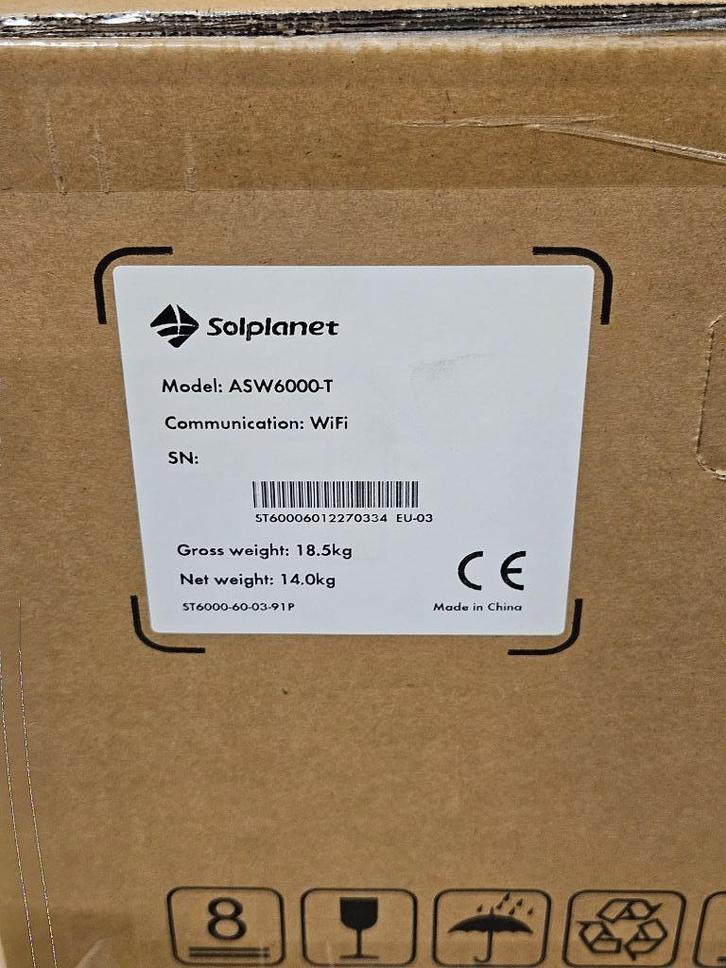 Solplanet
Model: ASW6000-T
Communication: WiFi
SN:
ST60006012270334 EU-03
Gross weight: 18.5kg
Net weight: 14.0kg
CE
ST6000-60-03-91P
Made in China
8